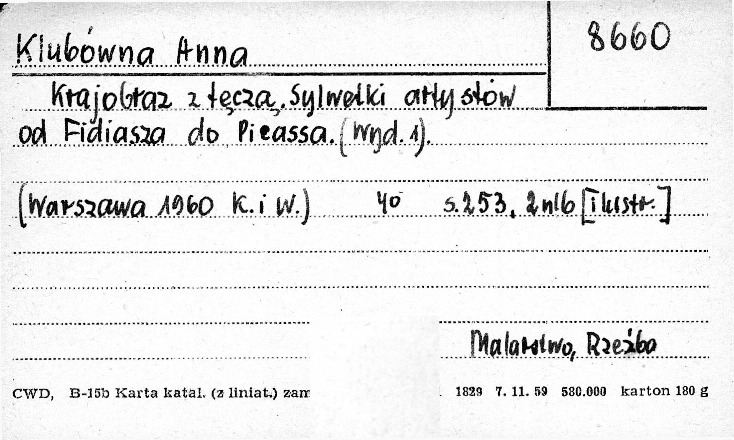 Klubówna Anna 8660
Krajobraz z tęczą. Sylwetki artystów
od Fidiasza do Picassa. (Wyd. 1).
(Warszawa 1960 K. i W.) 4o s. 253, 2 nlb [ilustr.]
Malarstwo, Rzeźba
CWD, B-15b Karta katal. (z liniat.) zam . 1829 7. 11. 59 580.000 karton 180 g